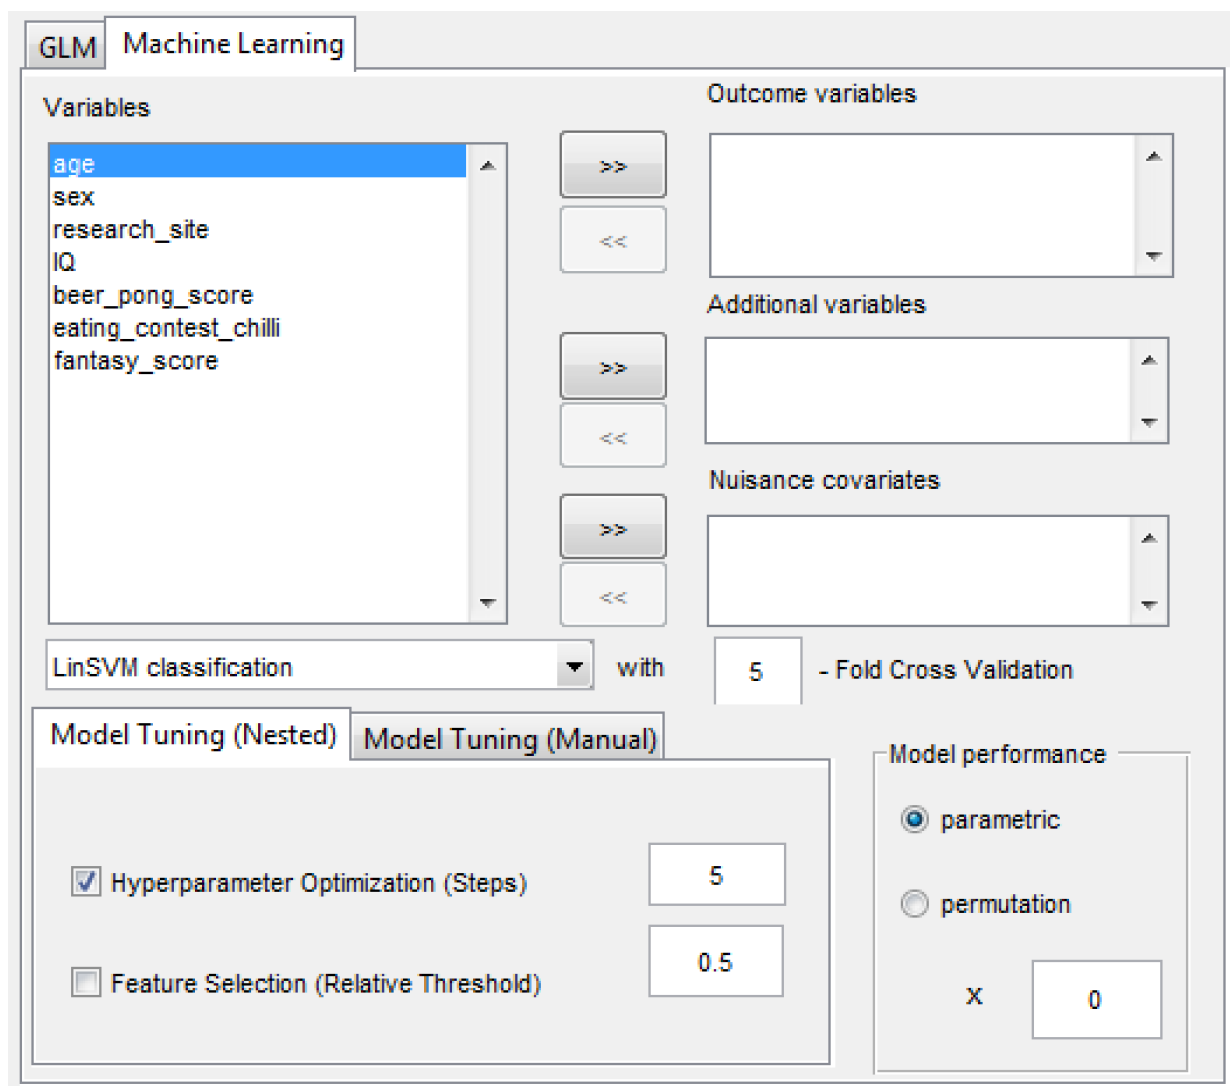 GLM
Machine Learning
Variables
Outcome variables
age
sex
research_site
IQ
beer_pong_score
eating_contest_chilli
fantasy_score
>>
<<
Additional variables
>>
<<
Nuisance covariates
>>
<<
LinSVM classification
with
5
- Fold Cross Validation
Model Tuning (Nested)
Model Tuning (Manual)
Hyperparameter Optimization (Steps)
5
Feature Selection (Relative Threshold)
0.5
Model performance
parametric
permutation
x
0